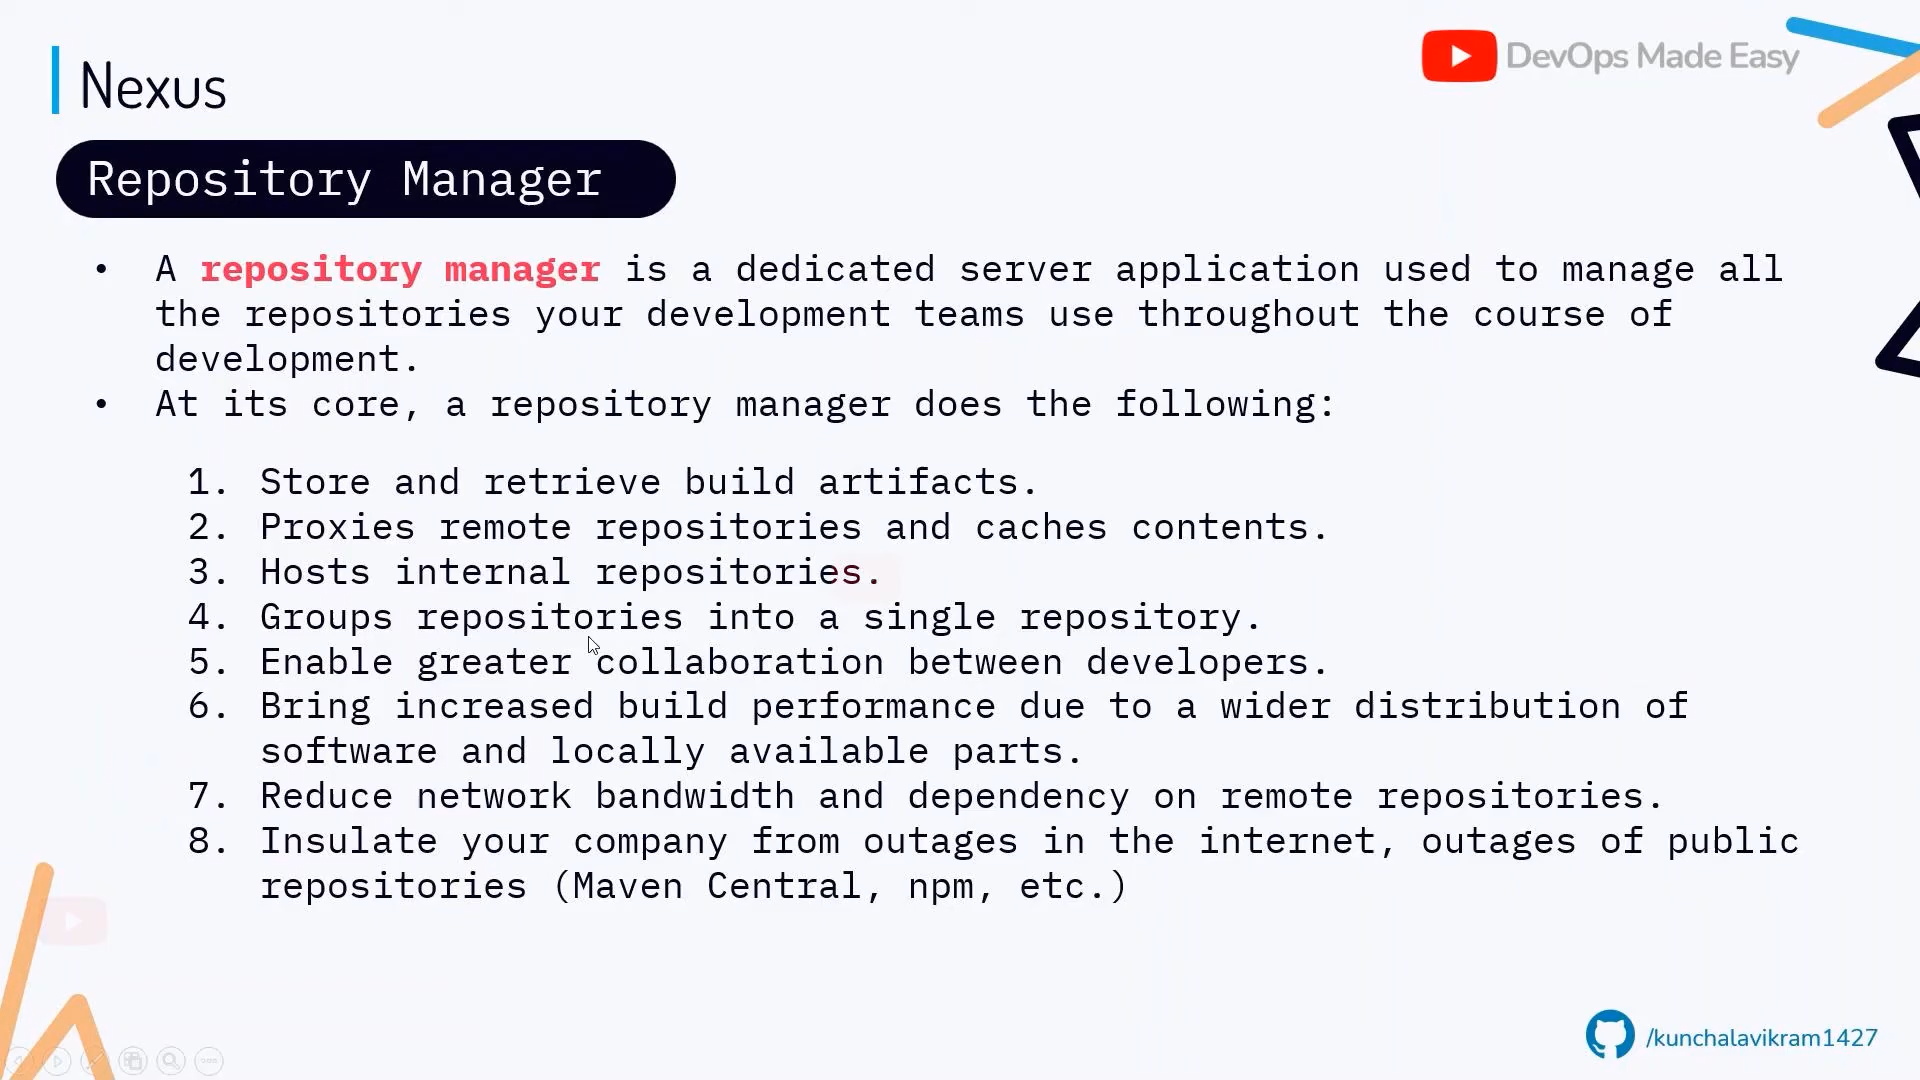 Nexus
DevOps Made Easy
Repository Manager
• A repository manager is a dedicated server application used to manage all
the repositories your development teams use throughout the course of
development.
• At its core, a repository manager does the following:
1. Store and retrieve build artifacts.
2. Proxies remote repositories and caches contents.
3. Hosts internal repositories.
4. Groups repositories into a single repository.
5. Enable greater collaboration between developers.
6. Bring increased build performance due to a wider distribution of
software and locally available parts.
7. Reduce network bandwidth and dependency on remote repositories.
8. Insulate your company from outages in the internet, outages of public
repositories (Maven Central, npm, etc.)
/kunchalavikram1427